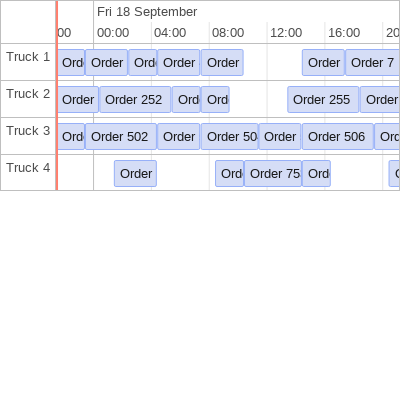 Fri 18 September
00 00:00 04:00 08:00 12:00 16:00 20
Truck 1 Ord Order Ord Order Order Order Order 7
Truck 2 Order Order 252 Ord Ord Order 255 Order
Truck 3 Ord Order 502 Order Order 50 Order Order 506 Ord
Truck 4 Order Ord Order 75 Ord